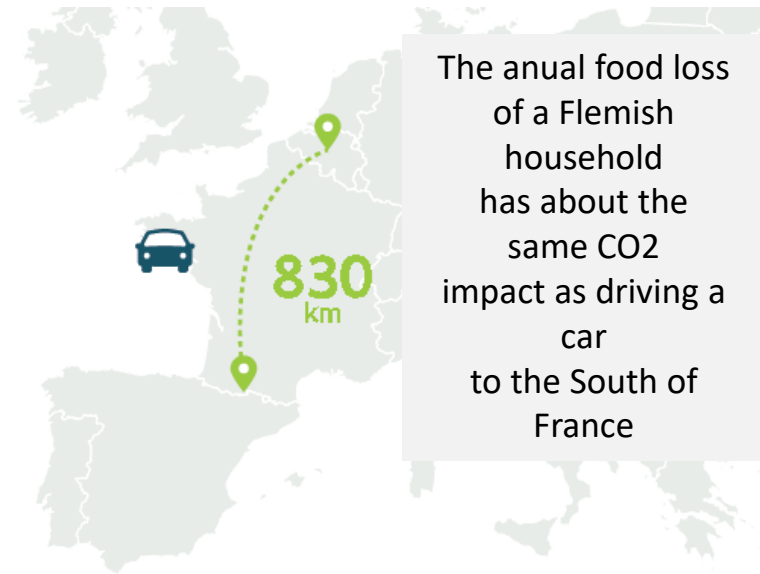 The anual food loss
of a Flemish
household
has about the
same CO2
impact as driving a
car
to the South of
France
830
km